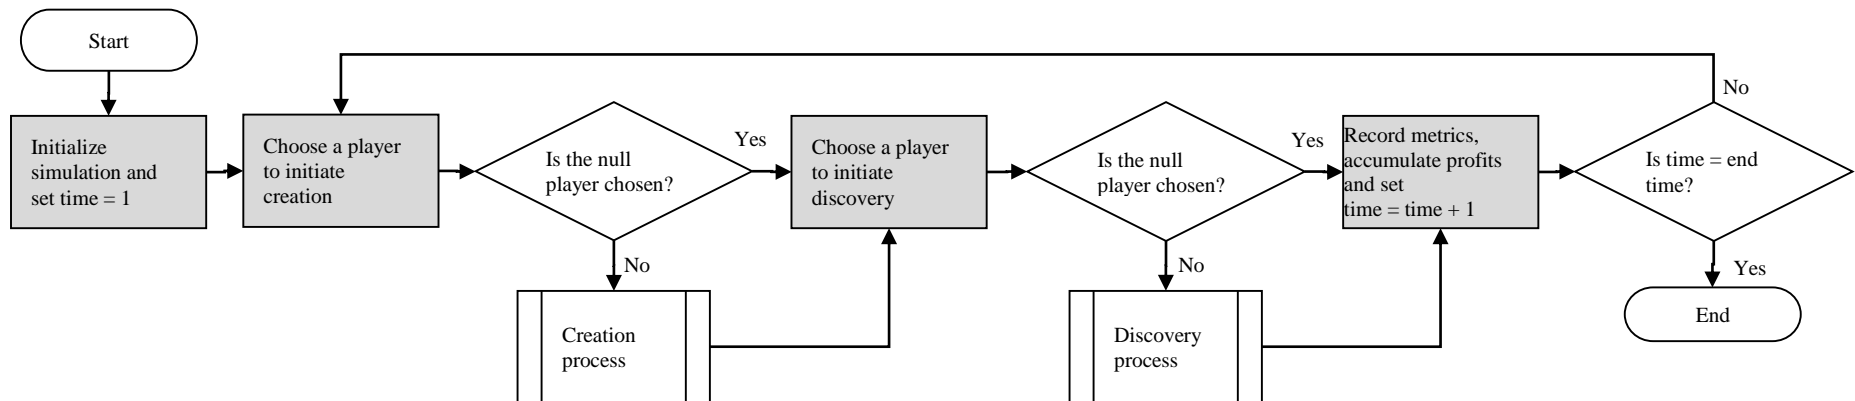 Start
Initialize
simulation and
set time = 1
Choose a player
to initiate
creation
Is the null
player chosen?
Yes
No
Creation
process
Choose a player
to initiate
discovery
Is the null
player chosen?
Yes
No
Discovery
process
Record metrics,
accumulate profits
and set
time = time + 1
Is time = end
time?
No
Yes
End